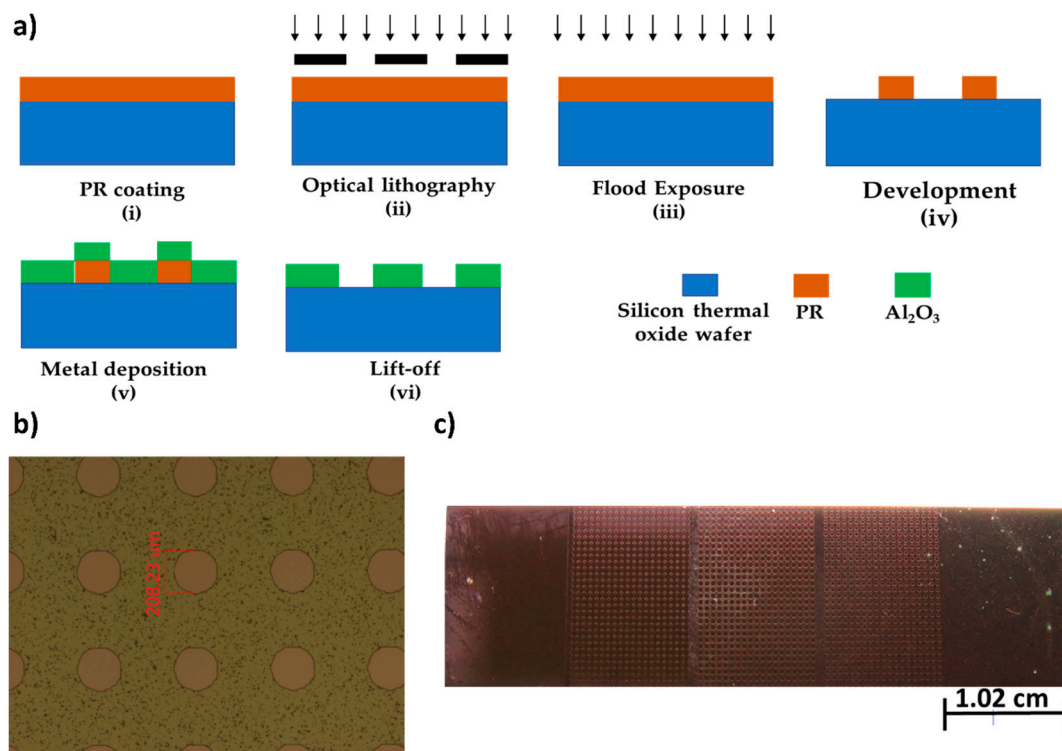 a)
PR coating
(i)
Optical lithography
(ii)
Flood Exposure
(iii)
Development
(iv)
Metal deposition
(v)
Lift-off
(vi)
Silicon thermal
oxide wafer
PR
Al₂O₃
b)
208.23 um
c)
1.02 cm